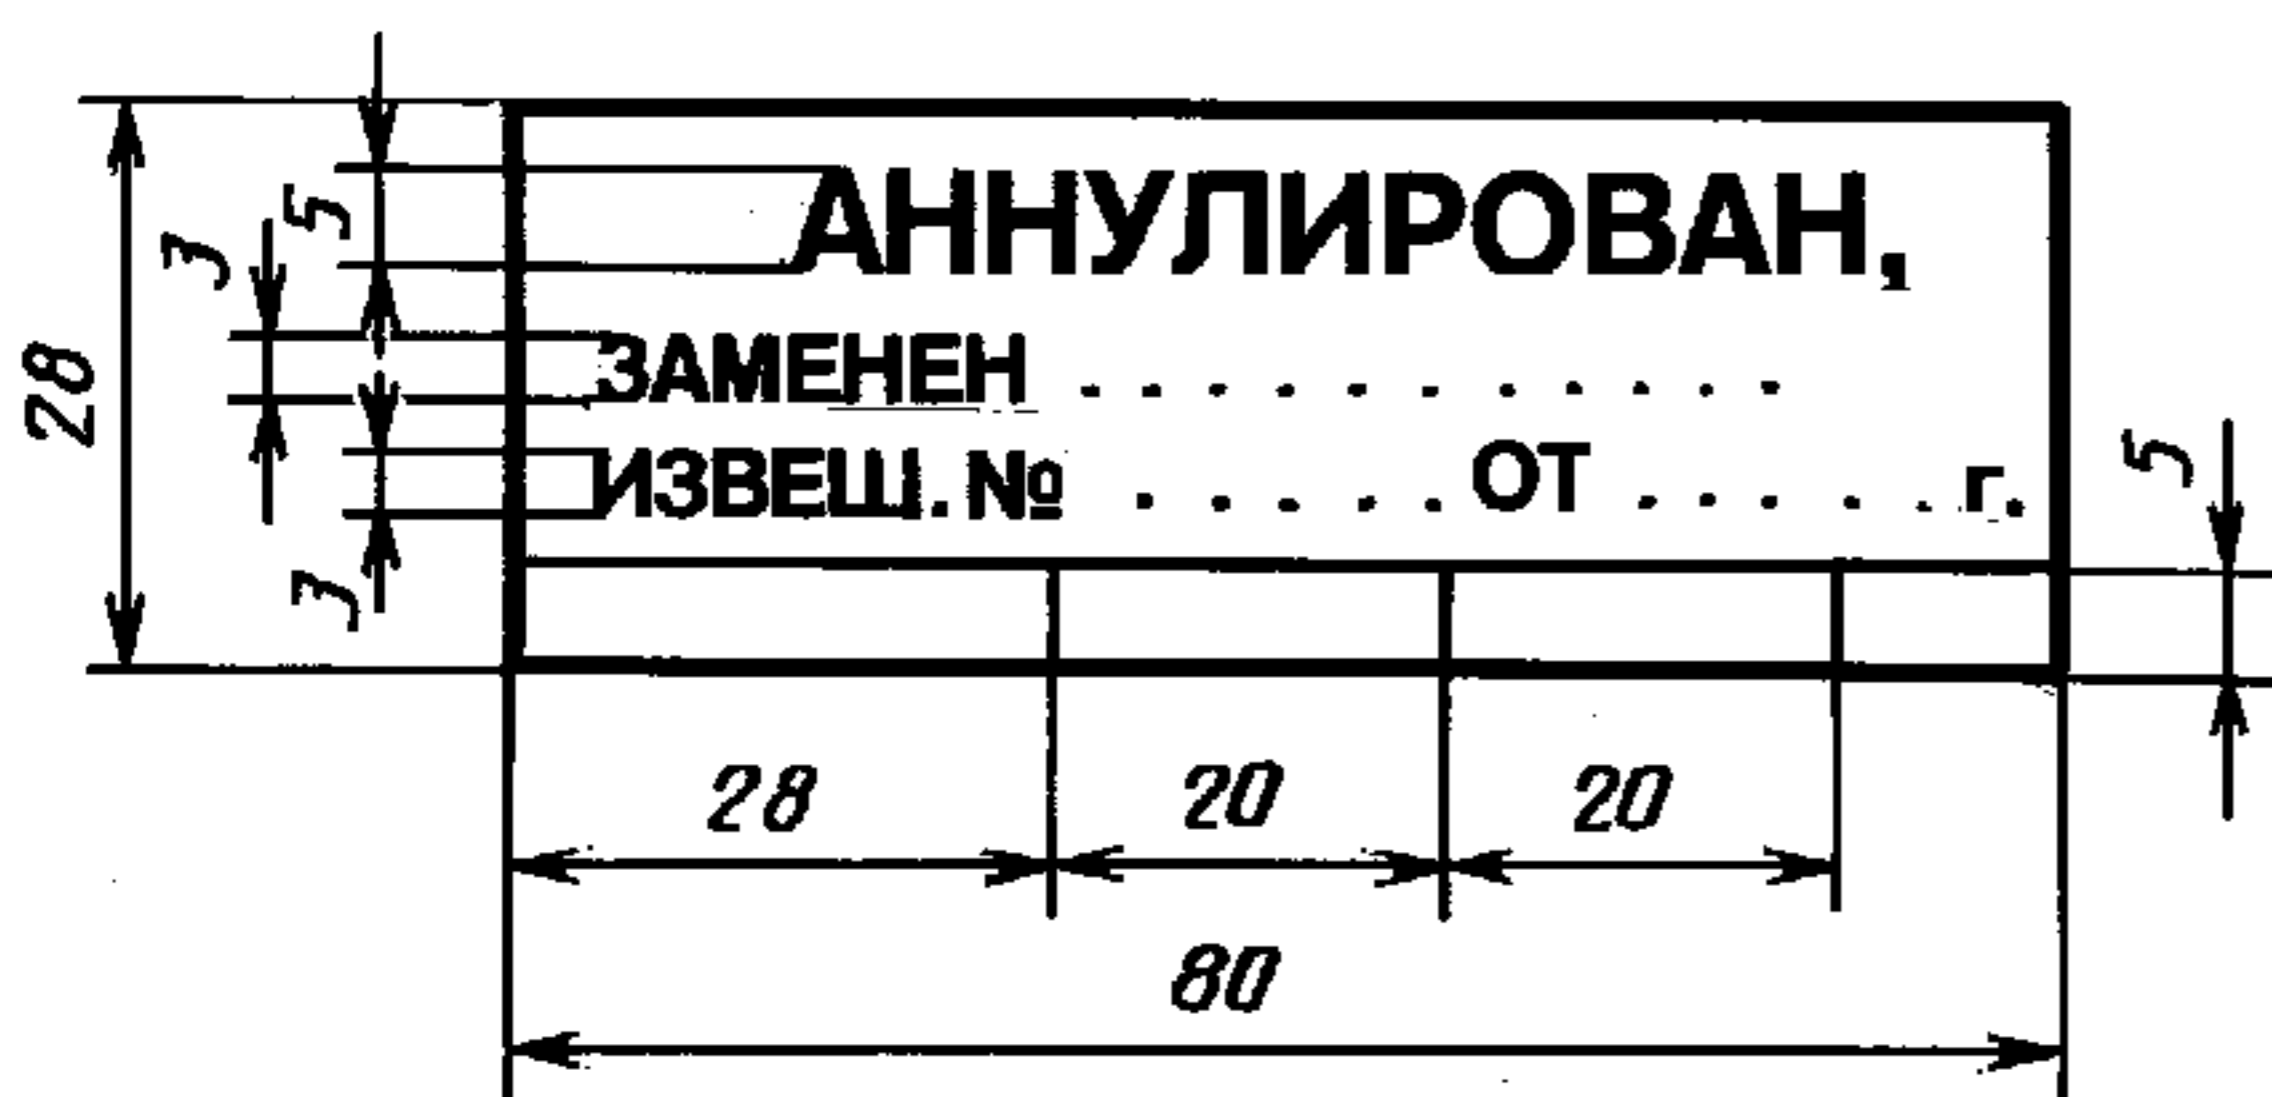 АННУЛИРОВАН,
ЗАМЕНЕН . . . . . . . . . . .
ИЗВЕЩ. № . . . . . ОТ . . . . . г.
5
3
28
3
5
28 20 20
80